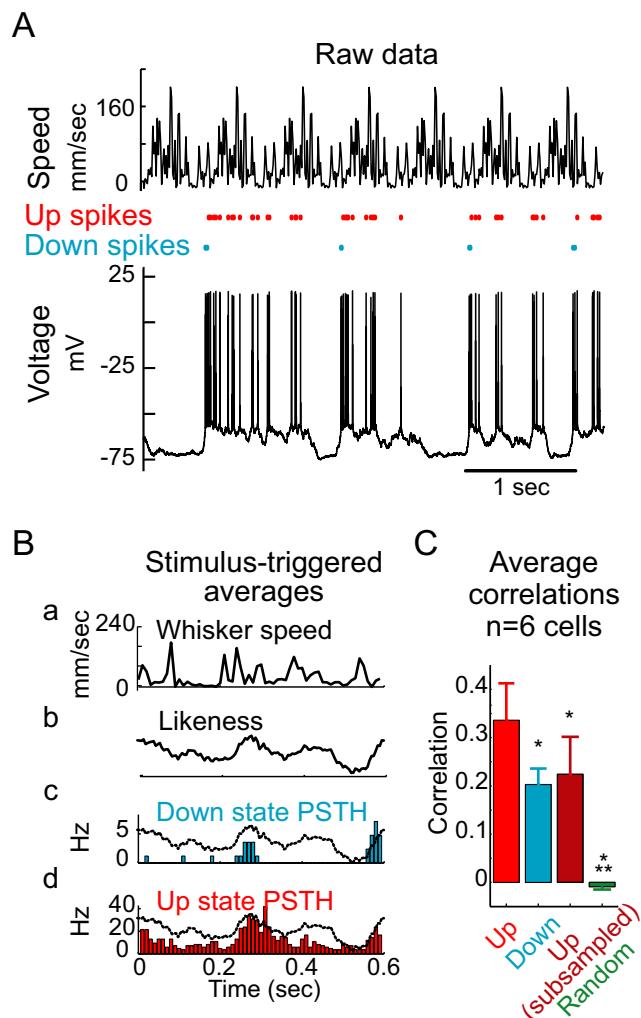 A
Raw data
Speed
mm/sec
160
0
Up spikes
Down spikes
Voltage
mV
25
-25
-75
1 sec
B
Stimulus-triggered
averages
a
mm/sec
240
0
Whisker speed
b
Likeness
c
Hz
5
0
Down state PSTH
d
Hz
40
20
0
Up state PSTH
0
0.2
0.4
0.6
Time (sec)
C
Average
correlations
n=6 cells
Correlation
0.4
0.2
0.1
0
*
*
*
**
Up
Down
Up
(subsampled)
Random